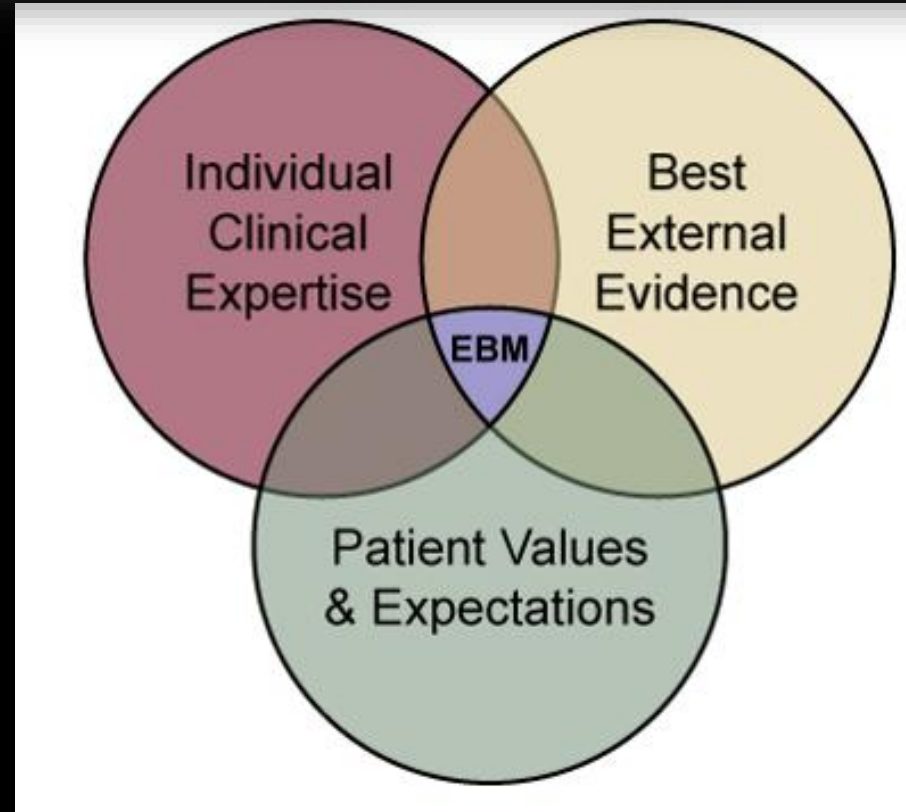 Individual
Clinical
Expertise
Best
External
Evidence
EBM
Patient Values
& Expectations